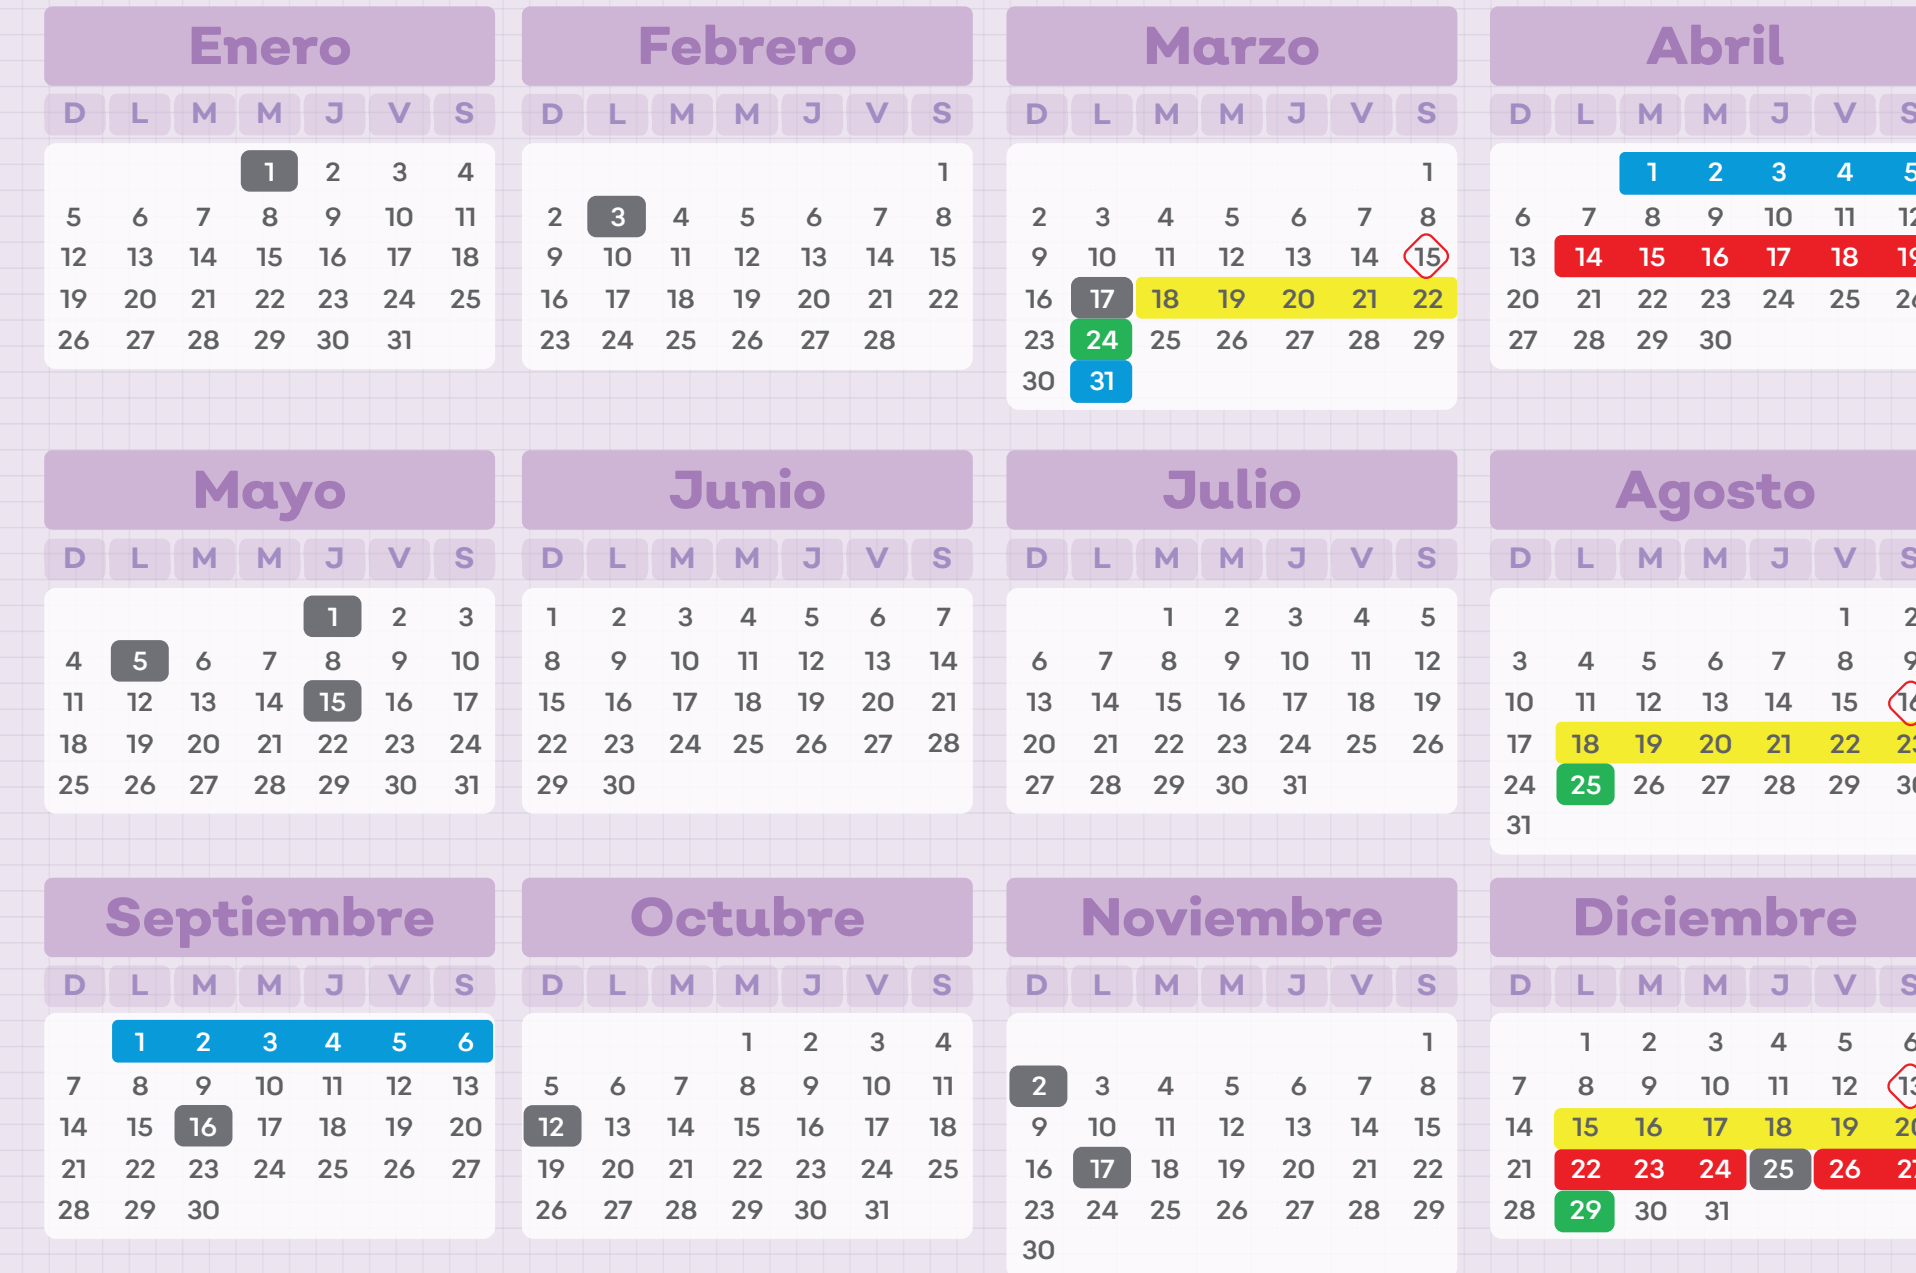 Enero
D L M M J V S
1 2 3 4
5 6 7 8 9 10 11
12 13 14 15 16 17 18
19 20 21 22 23 24 25
26 27 28 29 30 31
Febrero
D L M M J V S
1
2 3 4 5 6 7 8
9 10 11 12 13 14 15
16 17 18 19 20 21 22
23 24 25 26 27 28
Marzo
D L M M J V S
1
2 3 4 5 6 7 8
9 10 11 12 13 14 15
16 17 18 19 20 21 22
23 24 25 26 27 28 29
30 31
Abril
D L M M J V S
1 2 3 4 5
6 7 8 9 10 11 12
13 14 15 16 17 18 19
20 21 22 23 24 25 26
27 28 29 30
Mayo
D L M M J V S
1 2 3
4 5 6 7 8 9 10
11 12 13 14 15 16 17
18 19 20 21 22 23 24
25 26 27 28 29 30 31
Junio
D L M M J V S
1 2 3 4 5 6 7
8 9 10 11 12 13 14
15 16 17 18 19 20 21
22 23 24 25 26 27 28
29 30
Julio
D L M M J V S
1 2 3 4 5
6 7 8 9 10 11 12
13 14 15 16 17 18 19
20 21 22 23 24 25 26
27 28 29 30 31
Agosto
D L M M J V S
1 2
3 4 5 6 7 8 9
10 11 12 13 14 15 16
17 18 19 20 21 22 23
24 25 26 27 28 29 30
31
Septiembre
D L M M J V S
1 2 3 4 5 6
7 8 9 10 11 12 13
14 15 16 17 18 19 20
21 22 23 24 25 26 27
28 29 30
Octubre
D L M M J V S
1 2 3 4
5 6 7 8 9 10 11
12 13 14 15 16 17 18
19 20 21 22 23 24 25
26 27 28 29 30 31
Noviembre
D L M M J V S
1
2 3 4 5 6 7 8
9 10 11 12 13 14 15
16 17 18 19 20 21 22
23 24 25 26 27 28 29
30
Diciembre
D L M M J V S
1 2 3 4 5 6
7 8 9 10 11 12 13
14 15 16 17 18 19 20
21 22 23 24 25 26 27
28 29 30 31